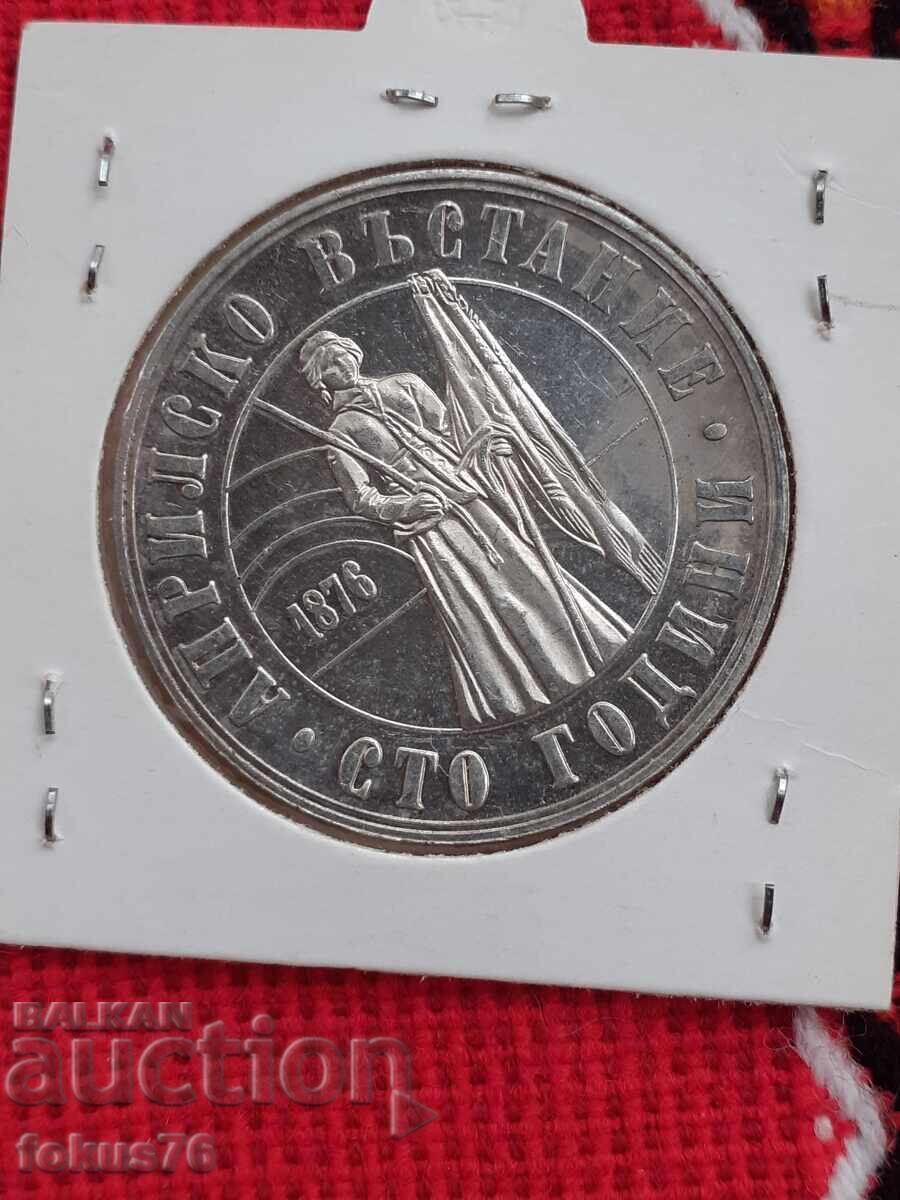 АПРИЛСКО ВЪСТАНИЕ · СТО ГОДИНИ ·
1876
BALKAN
auction
fokus76